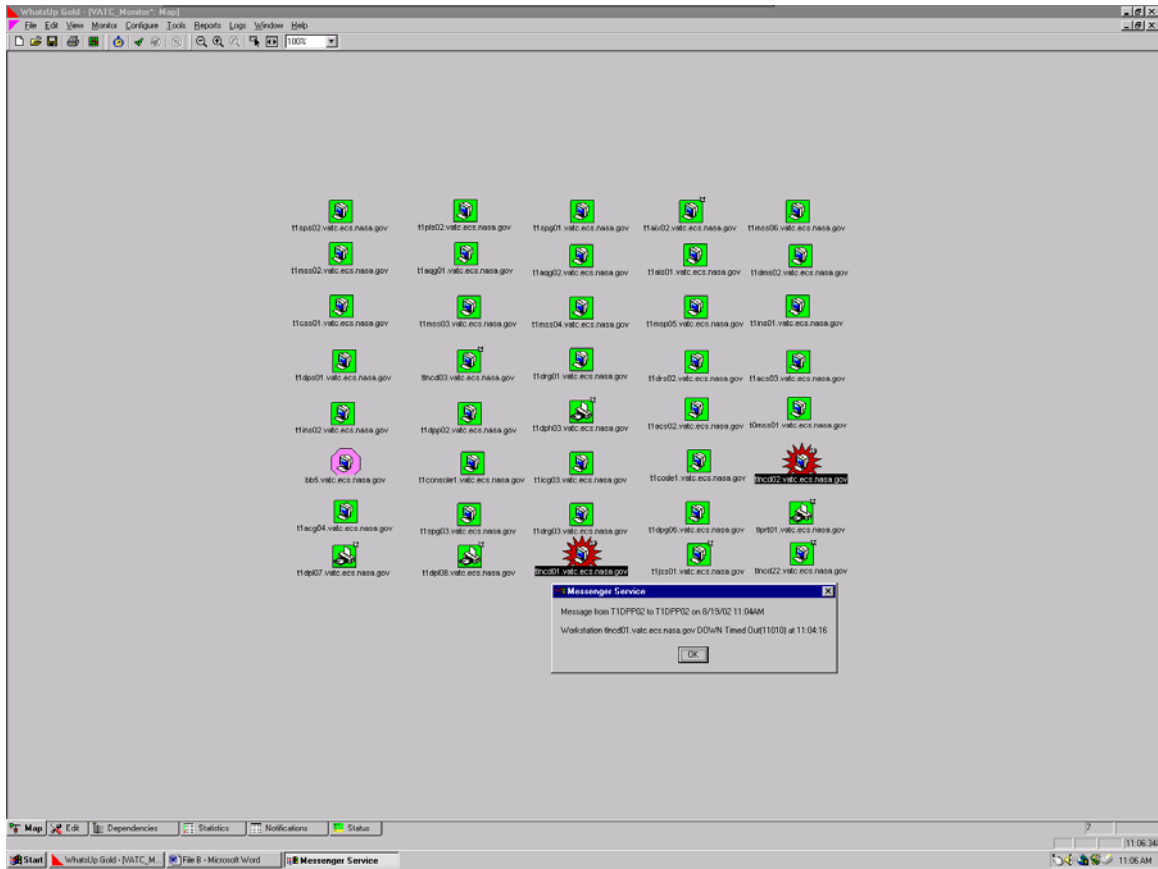 WhatsUp Gold - [VATC_Monitor*: Map]
File Edit View Monitor Configure Tools Reports Logs Window Help
100%
t1sps02.vatc.ecs.nasa.gov t1pls02.vatc.ecs.nasa.gov t1spg01.vatc.ecs.nasa.gov t1aix02.vatc.ecs.nasa.gov t1mss06.vatc.ecs.nasa.gov
t1mss02.vatc.ecs.nasa.gov t1aqg01.vatc.ecs.nasa.gov t1aqg02.vatc.ecs.nasa.gov t1ais01.vatc.ecs.nasa.gov t1dms02.vatc.ecs.nasa.gov
t1css01.vatc.ecs.nasa.gov t1mss03.vatc.ecs.nasa.gov t1mss04.vatc.ecs.nasa.gov t1msp05.vatc.ecs.nasa.gov t1ins01.vatc.ecs.nasa.gov
t1dps01.vatc.ecs.nasa.gov tlncd03.vatc.ecs.nasa.gov t1drg01.vatc.ecs.nasa.gov t1drs02.vatc.ecs.nasa.gov t1acs03.vatc.ecs.nasa.gov
t1ins02.vatc.ecs.nasa.gov t1dpp02.vatc.ecs.nasa.gov t1dph03.vatc.ecs.nasa.gov t1acs02.vatc.ecs.nasa.gov t0mss01.vatc.ecs.nasa.gov
bb5.vatc.ecs.nasa.gov t1console1.vatc.ecs.nasa.gov t1icg03.vatc.ecs.nasa.gov t1code1.vatc.ecs.nasa.gov tlncd02.vatc.ecs.nasa.gov
t1acg04.vatc.ecs.nasa.gov t1spg03.vatc.ecs.nasa.gov t1drg03.vatc.ecs.nasa.gov t1dpg06.vatc.ecs.nasa.gov tlprt01.vatc.ecs.nasa.gov
t1dpl07.vatc.ecs.nasa.gov t1dpl08.vatc.ecs.nasa.gov tlncd01.vatc.ecs.nasa.gov t1jss01.vatc.ecs.nasa.gov tlncd22.vatc.ecs.nasa.gov
Messenger Service
Message from T1DPP02 to T1DPP02 on 8/19/02 11:04AM
Workstation tlncd01.vatc.ecs.nasa.gov DOWN Timed Out(11010) at 11:04:16
OK
Map Edit Dependencies Statistics Notifications Status 7
11:06:34
Start WhatsUp Gold - [VATC_M... File B - Microsoft Word Messenger Service 11:06 AM